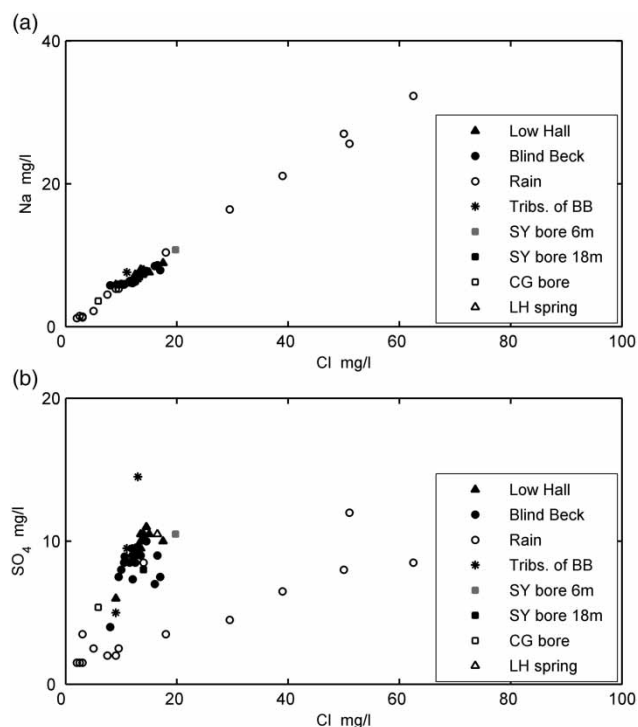 (a)
40
20
0
Na mg/l
Low Hall
Blind Beck
Rain
Tribs. of BB
SY bore 6m
SY bore 18m
CG bore
LH spring
0 20 40 60 80 100
Cl mg/l
(b)
20
10
0
SO4 mg/l
Low Hall
Blind Beck
Rain
Tribs. of BB
SY bore 6m
SY bore 18m
CG bore
LH spring
0 20 40 60 80 100
Cl mg/l